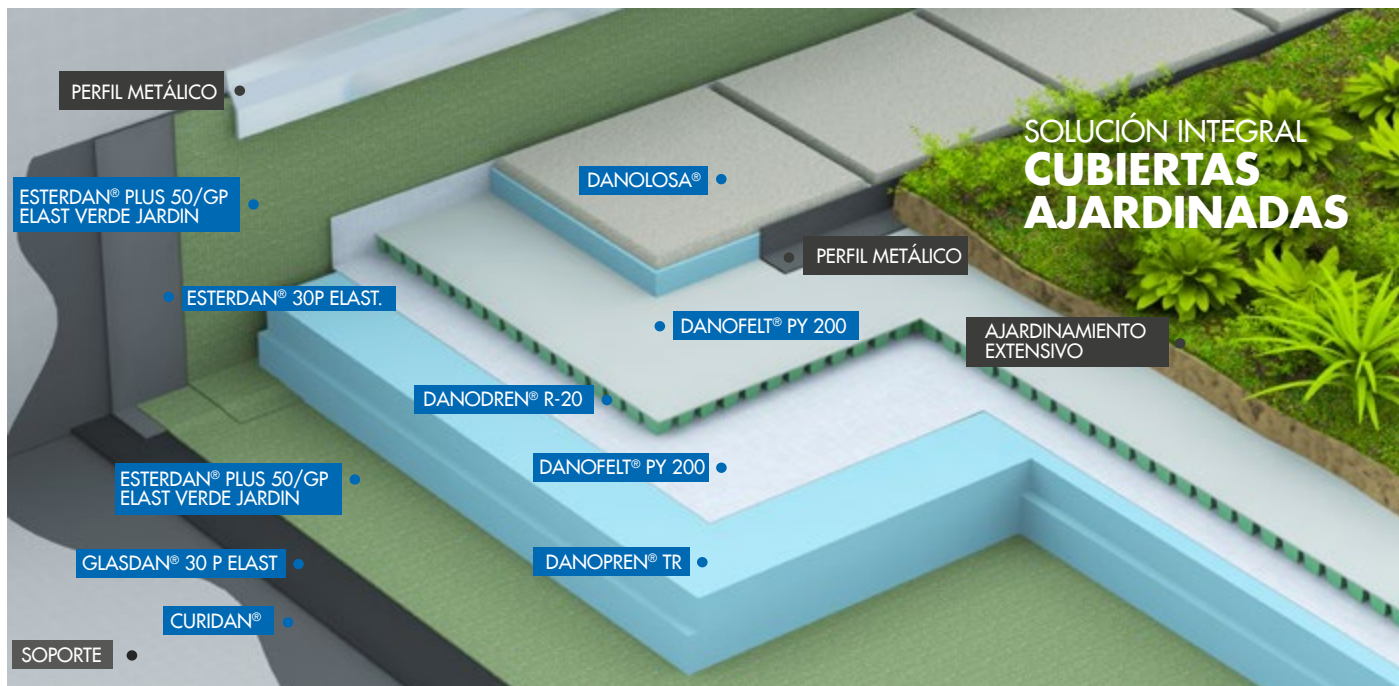 PERFIL METÁLICO
SOLUCIÓN INTEGRAL
CUBIERTAS
AJARDINADAS
DANOLOSA®
ESTERDAN® PLUS 50/GP
ELAST VERDE JARDIN
PERFIL METÁLICO
ESTERDAN® 30P ELAST.
DANOFELT® PY 200
AJARDINAMIENTO
EXTENSIVO
DANODREN® R-20
DANOFELT® PY 200
ESTERDAN® PLUS 50/GP
ELAST VERDE JARDIN
GLASDAN® 30 P ELAST
DANOPREN® TR
CURIDAN®
SOPORTE